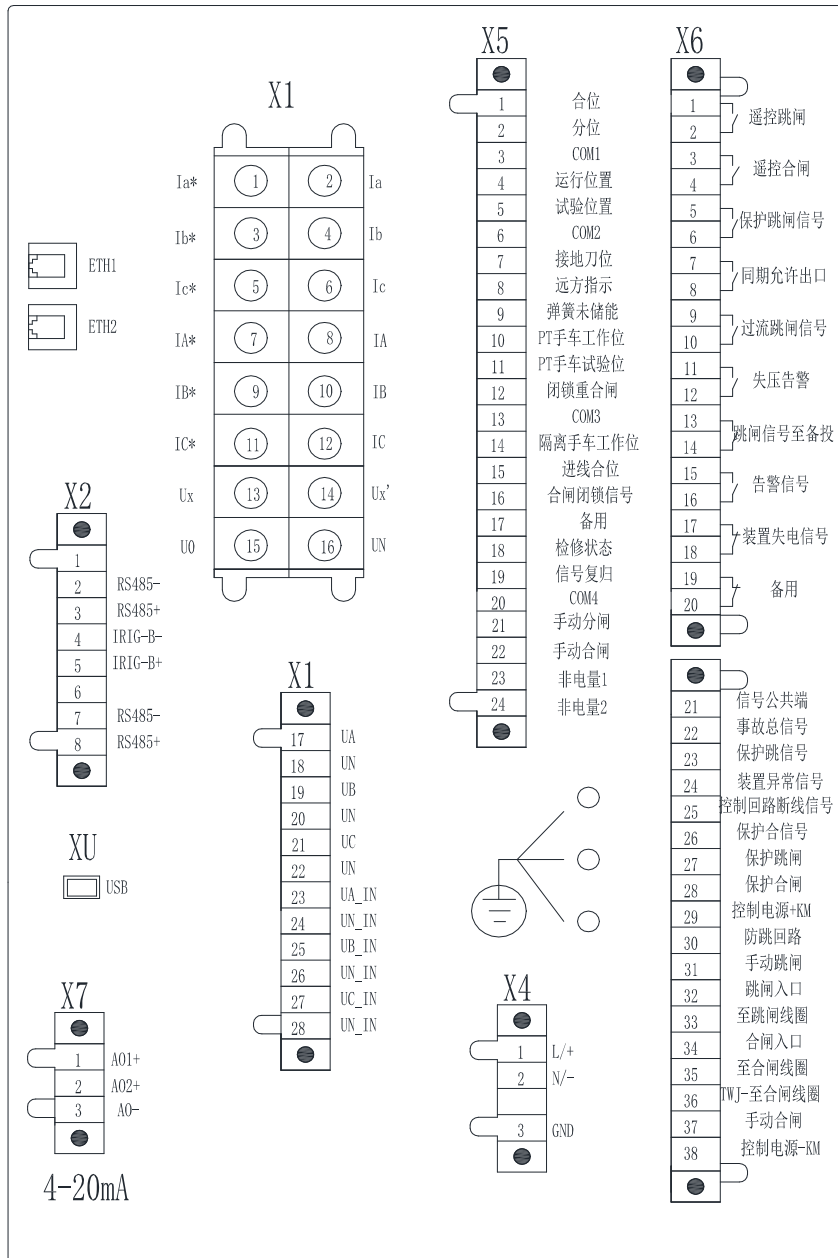 X1
Ia* 1 2 Ia
Ib* 3 4 Ib
Ic* 5 6 Ic
IA* 7 8 IA
IB* 9 10 IB
IC* 11 12 IC
Ux 13 14 Ux'
U0 15 16 UN
ETH1
ETH2
X2
1
2 RS485-
3 RS485+
4 IRIG-B-
5 IRIG-B+
6
7 RS485-
8 RS485+
XU
USB
X7
1 AO1+
2 AO2+
3 AO-
4-20mA
X1
17 UA
18 UN
19 UB
20 UN
21 UC
22 UN
23 UA_IN
24 UN_IN
25 UB_IN
26 UN_IN
27 UC_IN
28 UN_IN
X5
1 合位
2 分位
3 COM1
4 运行位置
5 试验位置
6 COM2
7 接地刀位
8 远方指示
9 弹簧未储能
10 PT手车工作位
11 PT手车试验位
12 闭锁重合闸
13 COM3
14 隔离手车工作位
15 进线合位
16 合闸闭锁信号
17 备用
18 检修状态
19 信号复归
20 COM4
21 手动分闸
22 手动合闸
23 非电量1
24 非电量2
X4
1 L/+
2 N/-
3 GND
X6
1
2
遥控跳闸
3
4
遥控合闸
5
6
保护跳闸信号
7
8
同期允许出口
9
10
过流跳闸信号
11
12
失压告警
13
14
跳闸信号至备投
15
16
告警信号
17
18
装置失电信号
19
20
备用
21 信号公共端
22 事故总信号
23 保护跳信号
24 装置异常信号
25 控制回路断线信号
26 保护合信号
27 保护跳闸
28 保护合闸
29 控制电源+KM
30 防跳回路
31 手动跳闸
32 跳闸入口
33 至跳闸线圈
34 合闸入口
35 至合闸线圈
36 TWJ-至合闸线圈
37 手动合闸
38 控制电源-KM